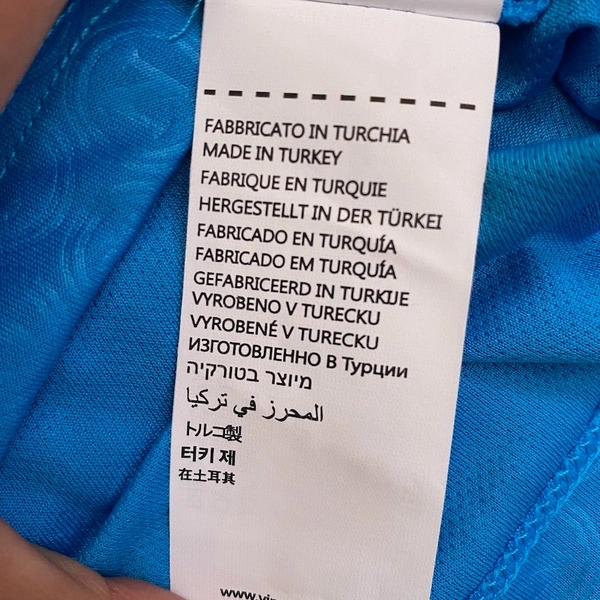 FABBRICATO IN TURCHIA
MADE IN TURKEY
FABRIQUE EN TURQUIE
HERGESTELLT IN DER TÜRKEI
FABRICADO EN TURQUÍA
FABRICADO EM TURQUÍA
GEFABRICEERD IN TURKIJE
VYROBENO V TURECKU
VYROBENÉ V TURECKU
ИЗГОТОВЛЕННО В Турции
מיוצר בטורקיה
المحرز في تركيا
トルコ製
터키 제
在土耳其